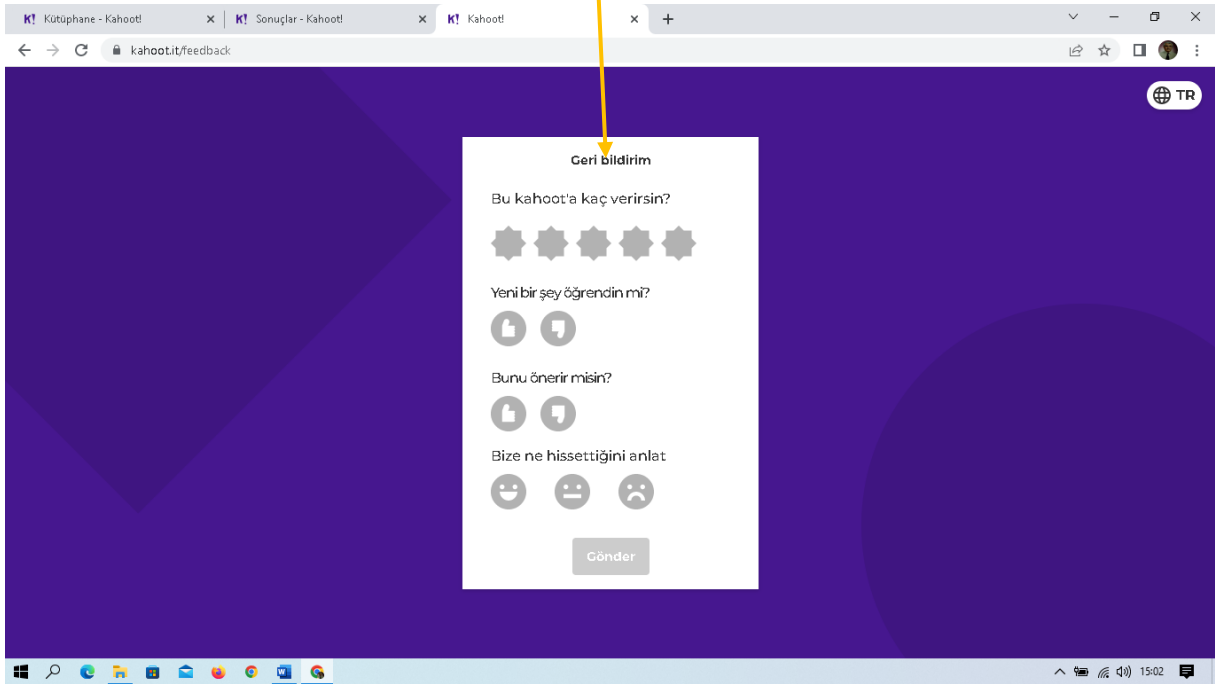 K! Kütüphane - Kahoot!
K! Sonuçlar - Kahoot!
K! Kahoot!
kahoot.it/feedback
TR
Geri bildirim
Bu kahoot'a kaç verirsin?
Yeni bir şey öğrendin mi?
Bunu önerir misin?
Bize ne hissettiğini anlat
Gönder
15:02